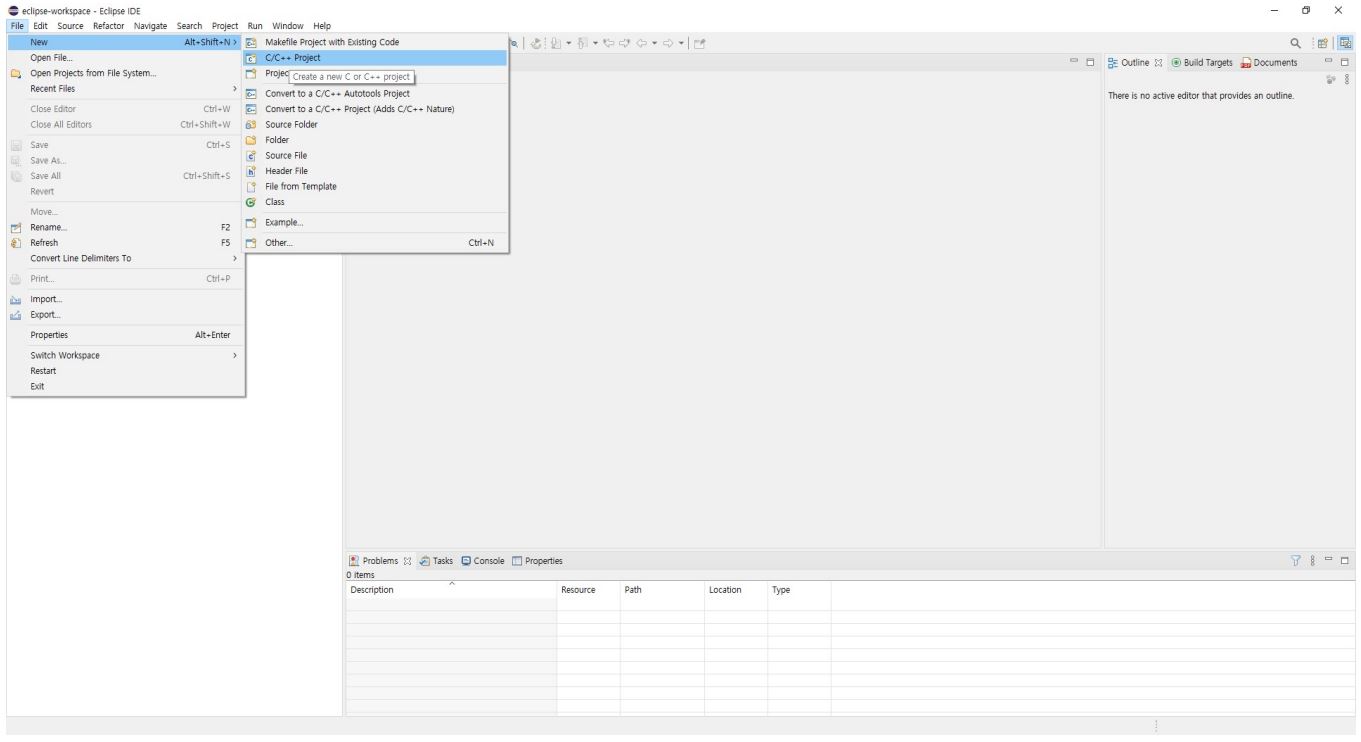 eclipse-workspace - Eclipse IDE
File Edit Source Refactor Navigate Search Project Run Window Help
New Alt+Shift+N >
Open File...
Open Projects from File System...
Recent Files >
Close Editor Ctrl+W
Close All Editors Ctrl+Shift+W
Save Ctrl+S
Save As...
Save All Ctrl+Shift+S
Revert
Move...
Rename... F2
Refresh F5
Convert Line Delimiters To >
Print... Ctrl+P
Import...
Export...
Properties Alt+Enter
Switch Workspace >
Restart
Exit
Makefile Project with Existing Code
C/C++ Project
Projec
Create a new C or C++ project
Convert to a C/C++ Autotools Project
Convert to a C/C++ Project (Adds C/C++ Nature)
Source Folder
Folder
Source File
Header File
File from Template
Class
Example...
Other... Ctrl+N
Outline Build Targets Documents
There is no active editor that provides an outline.
Problems Tasks Console Properties
0 items
Description Resource Path Location Type